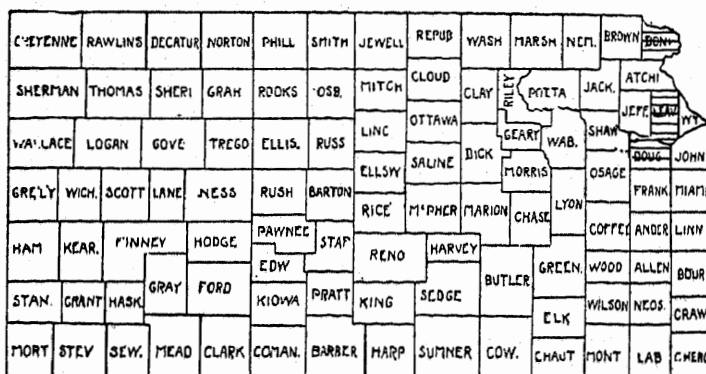 CHEYENNE RAWLINS DECATUR NORTON PHILL SMITH JEWELL REPUB WASH MARSH NEM. BROWN DONI
SHERMAN THOMAS SHERI GRAH ROOKS OSB. MITCH CLOUD CLAY RILEY POTTA JACK. ATCHI
JEFE LEAV WY
WALLACE LOGAN GOVE TREGO ELLIS. RUSS LINC OTTAWA DICK GEARY WAB. SHAW DOUG JOHN
ELLSW SALINE MORRIS OSAGE FRANK MIAMI
GRELY WICH. SCOTT LANE NESS RUSH BARTON RICE McPHER MARION CHASE LYON
HAM KEAR. FINNEY HODGE PAWNEE STAF RENO HARVEY COFFEE ANDER LINN
EDW BUTLER GREEN. WOOD ALLEN BOUR
STAN. GRANT HASK. GRAY FORD KIOWA PRATT KING SEDGE ELK WILSON NEOS. CRAW
MORT STEV SEW. MEAD CLARK COMAN. BARBER HARP SUMNER COW. CHAUT MONT LAB CHERO